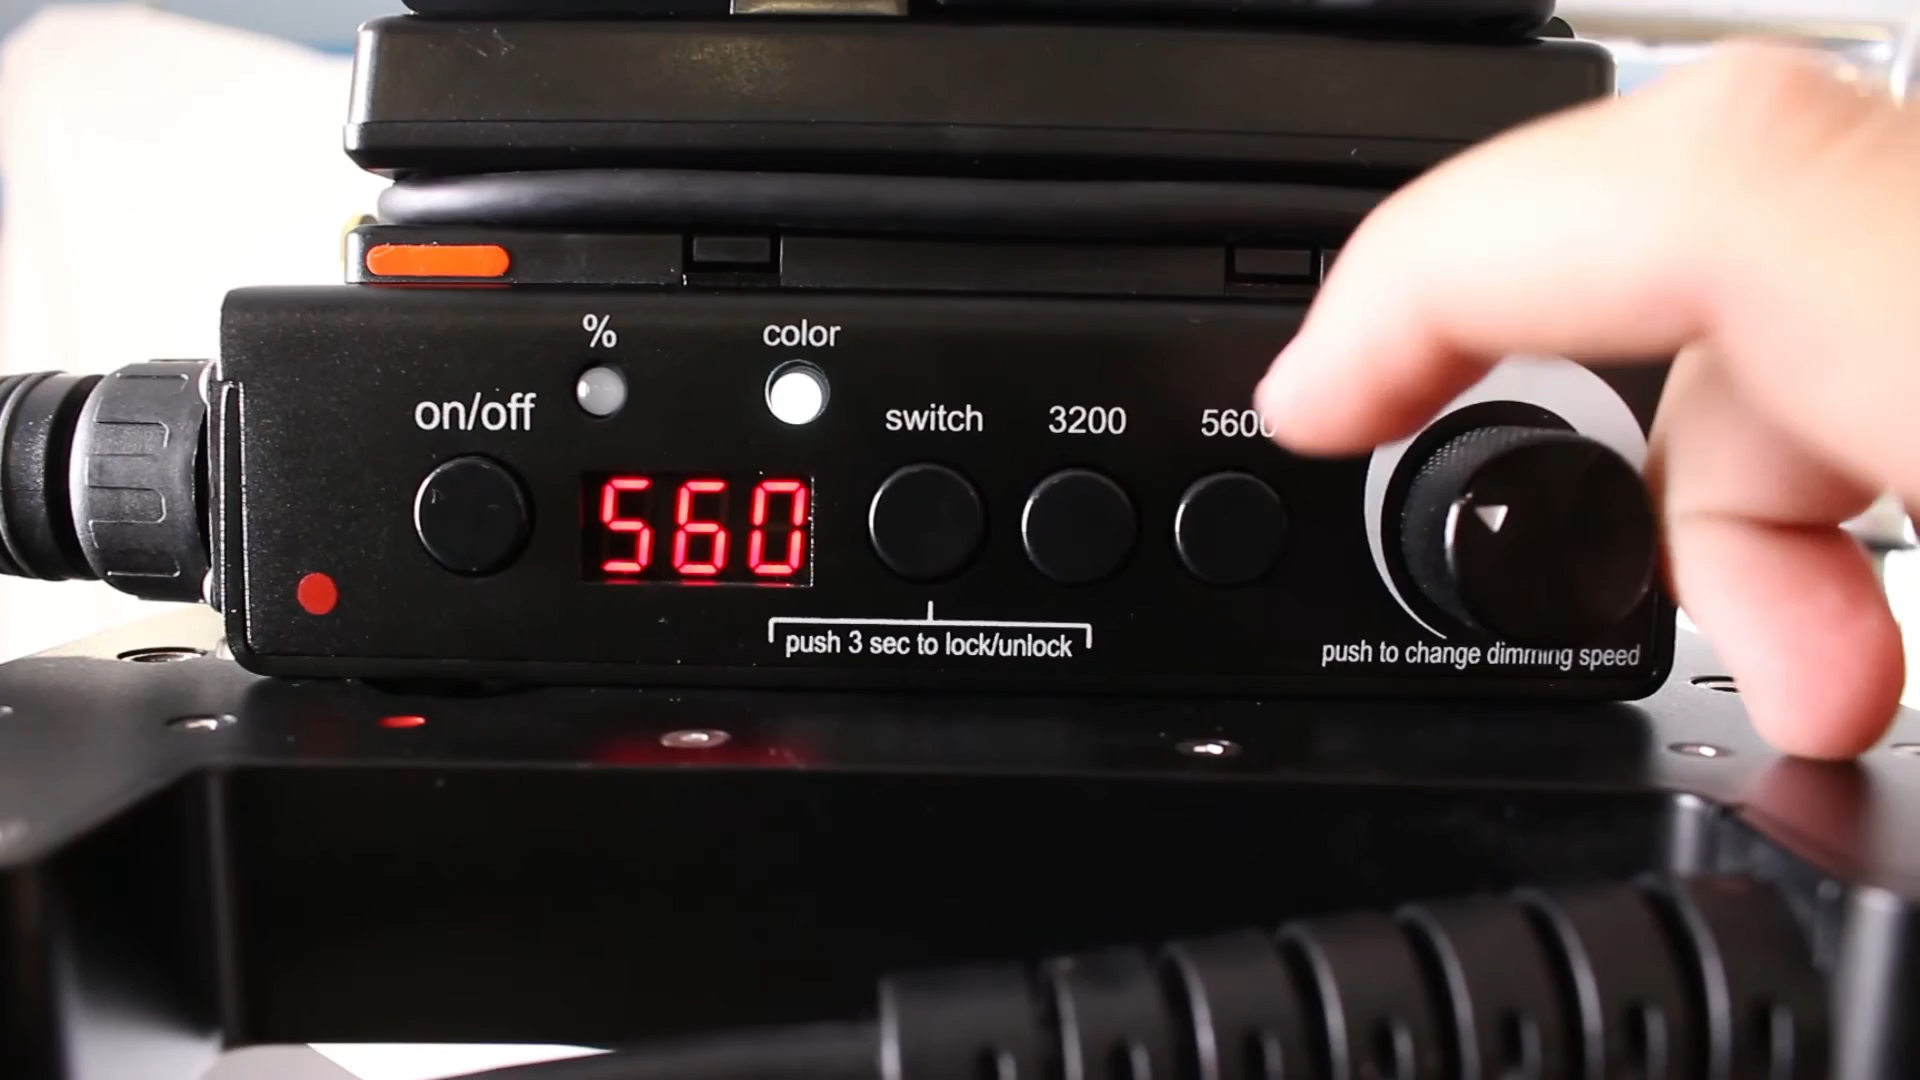 %
color
on/off
switch
3200
5600
560
push 3 sec to lock/unlock
push to change dimming speed